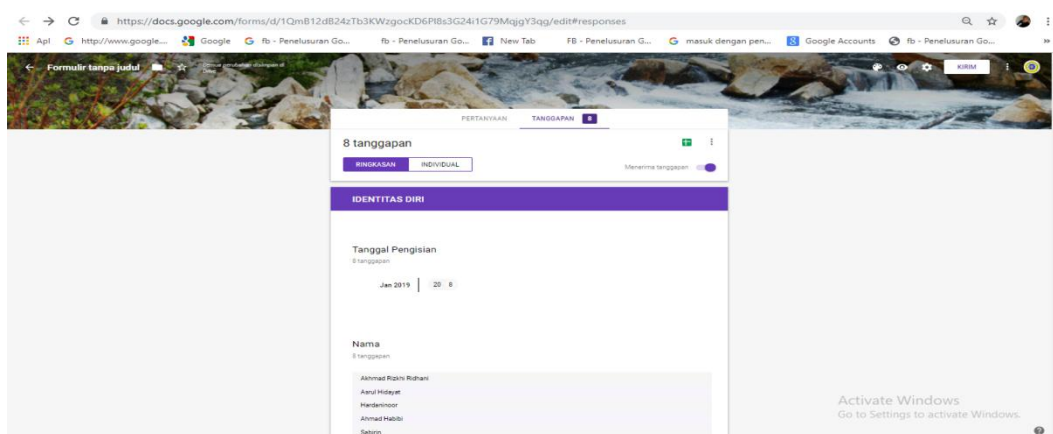 https://docs.google.com/forms/d/1QmB12dB24zTb3KWzgocKD6PI8s3G24i1G79MqjgY3qg/edit#responses
Apl http://www.google.... Google fb - Penelusuran Go... fb - Penelusuran Go... New Tab FB - Penelusuran G... masuk dengan pen... Google Accounts fb - Penelusuran Go... »
Formulir tanpa judul
KIRIM
PERTANYAAN TANGGAPAN 8
8 tanggapan
RINGKASAN INDIVIDUAL Menerima tanggapan
IDENTITAS DIRI
Tanggal Pengisian
8 tanggapan
Jan 2019 20 8
Nama
8 tanggapan
Akhmad Rizkhi Ridhani
Asrul Hidayat
Hardaninoor
Ahmad Habibi
Sabirin
Activate Windows
Go to Settings to activate Windows.